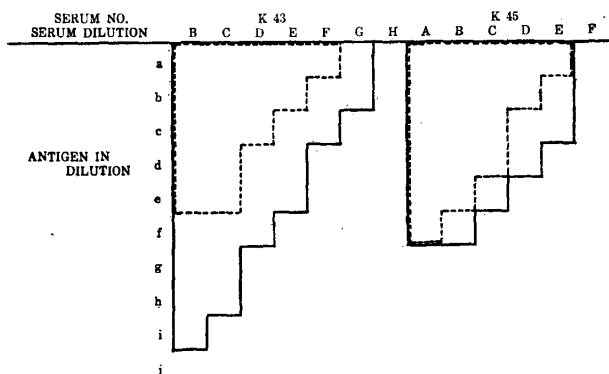 SERUM NO. K 43 K 45
SERUM DILUTION B C D E F G H A B C D E F
a
b
c
ANTIGEN IN d
DILUTION
e
f
g
h
i
j